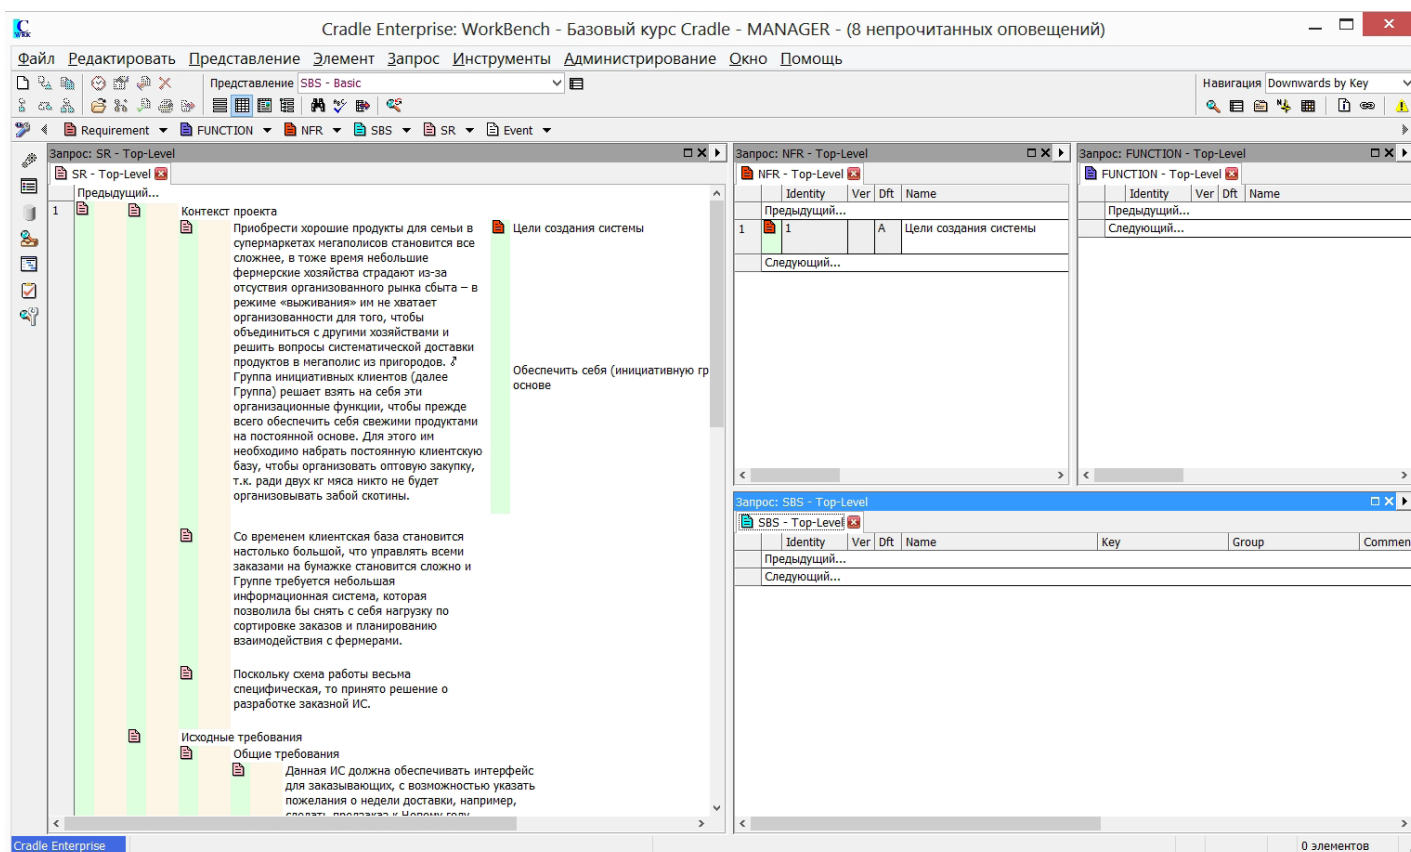 Cradle Enterprise: WorkBench - Базовый курс Cradle - MANAGER - (8 непрочитанных оповещений)
Файл Редактировать Представление Элемент Запрос Инструменты Администрирование Окно Помощь
Представление SBS - Basic
Навигация Downwards by Key
Requirement FUNCTION NFR SBS SR Event
Запрос: SR - Top-Level
SR - Top-Level
Предыдущий...
1
Контекст проекта
Приобрести хорошие продукты для семьи в
супермаркетах мегаполисов становится все
сложнее, в тоже время небольшие
фермерские хозяйства страдают из-за
отсуствия организованного рынка сбыта – в
режиме «выживания» им не хватает
организованности для того, чтобы
объединиться с другими хозяйствами и
решить вопросы систематической доставки
продуктов в мегаполис из пригородов. ♂
Группа инициативных клиентов (далее
Группа) решает взять на себя эти
организационные функции, чтобы прежде
всего обеспечить себя свежими продуктами
на постоянной основе. Для этого им
необходимо набрать постоянную клиентскую
базу, чтобы организовать оптовую закупку,
т.к. ради двух кг мяса никто не будет
организовывать забой скотины.
Цели создания системы
Обеспечить себя (инициативную гр
основе
Со временем клиентская база становится
настолько большой, что управлять всеми
заказами на бумажке становится сложно и
Группе требуется небольшая
информационная система, которая
позволила бы снять с себя нагрузку по
сортировке заказов и планированию
взаимодействия с фермерами.
Поскольку схема работы весьма
специфическая, то принято решение о
разработке заказной ИС.
Исходные требования
Общие требования
Данная ИС должна обеспечивать интерфейс
для заказывающих, с возможностью указать
пожелания о недели доставки, например,
сделать предзаказ к Новому году
Запрос: NFR - Top-Level
NFR - Top-Level
Identity Ver Dft Name
Предыдущий...
1 1 A Цели создания системы
Следующий...
Запрос: FUNCTION - Top-Level
FUNCTION - Top-Level
Identity Ver Dft Name
Предыдущий...
Следующий...
Запрос: SBS - Top-Level
SBS - Top-Level
Identity Ver Dft Name Key Group Commen
Предыдущий...
Следующий...
Cradle Enterprise
0 элементов